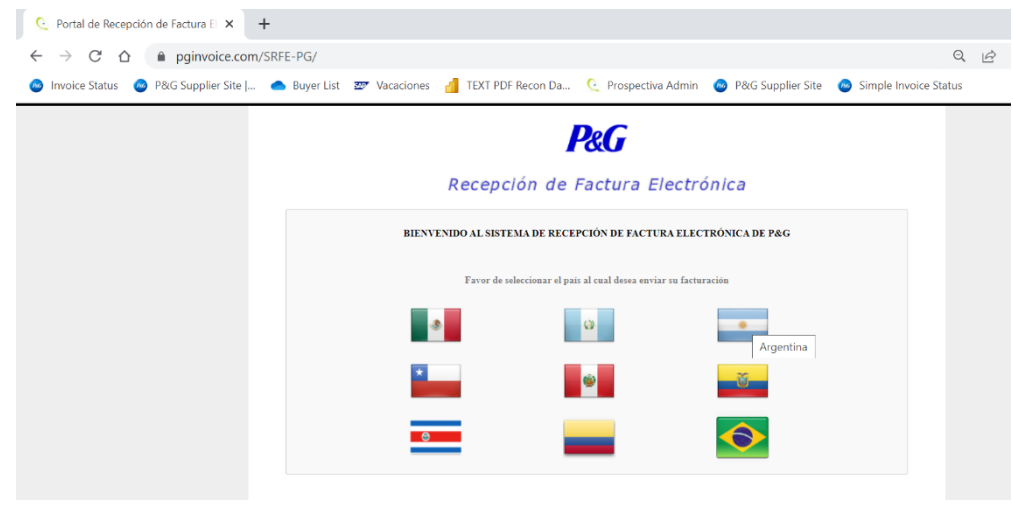 Portal de Recepción de Factura E
pginvoice.com/SRFE-PG/
Invoice Status P&G Supplier Site |... Buyer List Vacaciones TEXT PDF Recon Da... Prospectiva Admin P&G Supplier Site Simple Invoice Status
P&G
Recepción de Factura Electrónica
BIENVENIDO AL SISTEMA DE RECEPCIÓN DE FACTURA ELECTRÓNICA DE P&G
Favor de seleccionar el país al cual desea enviar su facturación
Argentina